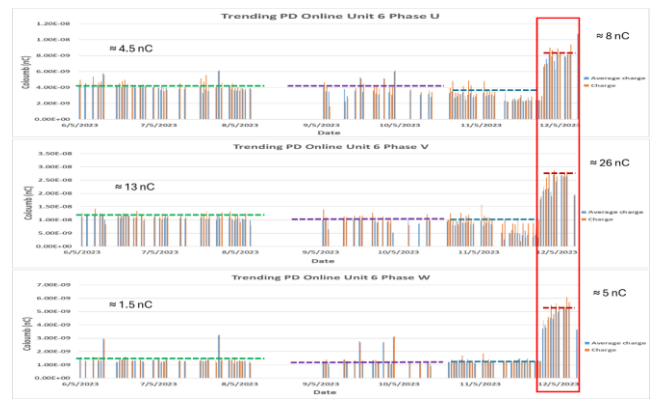 Trending PD Online Unit 6 Phase U
1.20E-08
1.00E-08
8.00E-09
6.00E-09
4.00E-09
2.00E-09
0.00E+00
Coloumb [nC]
≈ 4.5 nC
≈ 8 nC
Average charge
Charge
6/5/2023 7/5/2023 8/5/2023 9/5/2023 10/5/2023 11/5/2023 12/5/2023
Date
Trending PD Online Unit 6 Phase V
3.50E-08
3.00E-08
2.50E-08
2.00E-08
1.50E-08
1.00E-08
5.00E-09
0.00E+00
Coloumb [nC]
≈ 13 nC
≈ 26 nC
Average charge
Charge
6/5/2023 7/5/2023 8/5/2023 9/5/2023 10/5/2023 11/5/2023 12/5/2023
Date
Trending PD Online Unit 6 Phase W
7.00E-09
6.00E-09
5.00E-09
4.00E-09
3.00E-09
2.00E-09
1.00E-09
0.00E+00
Coloumb [nC]
≈ 1.5 nC
≈ 5 nC
Average charge
Charge
6/5/2023 7/5/2023 8/5/2023 9/5/2023 10/5/2023 11/5/2023 12/5/2023
Date